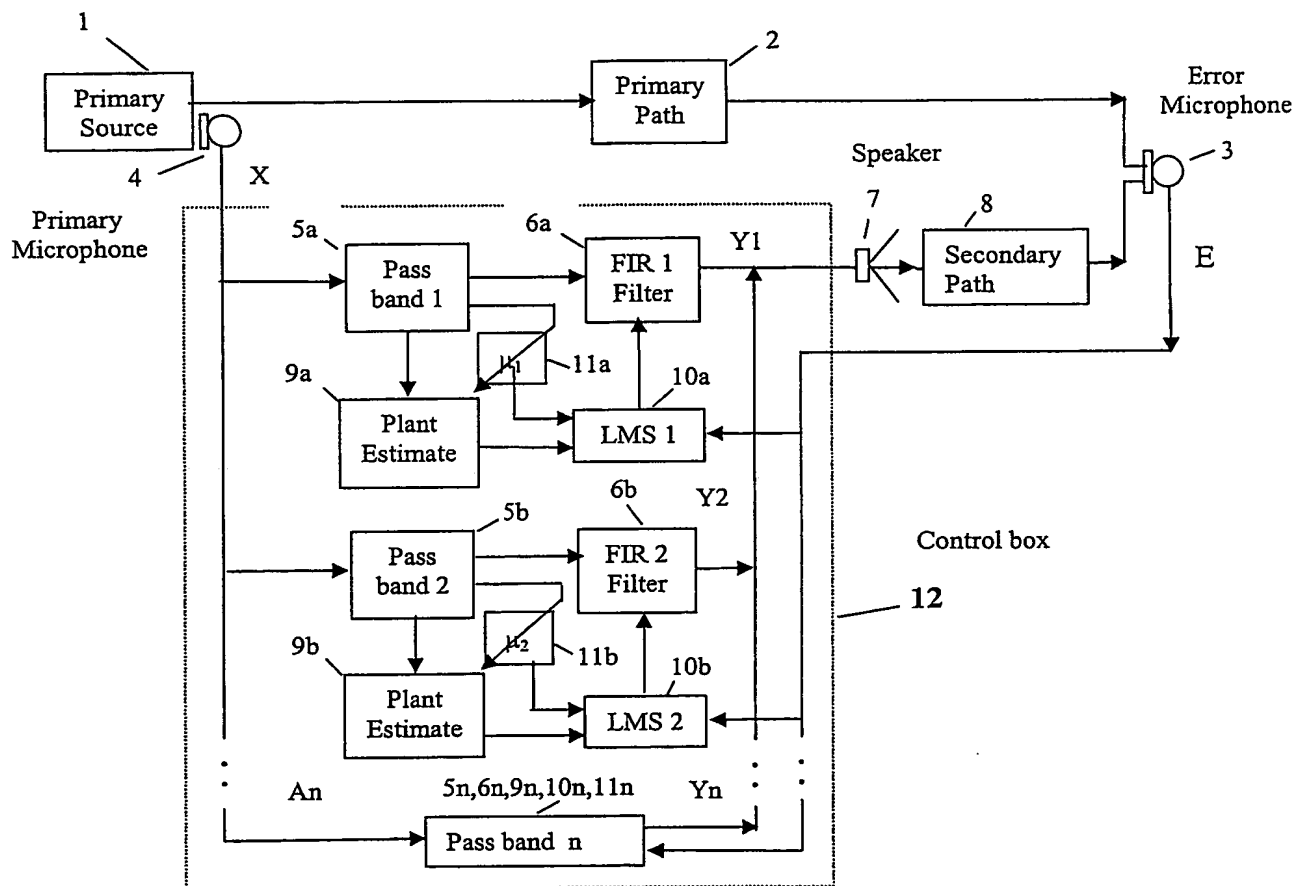 1
Primary
Source
2
Primary
Path
Error
Microphone
3
4
X
Primary
Microphone
Speaker
7
8
Secondary
Path
E
5a
Pass
band 1
6a
FIR 1
Filter
Y1
μ1
11a
9a
Plant
Estimate
10a
LMS 1
5b
Pass
band 2
6b
FIR 2
Filter
Y2
Control box
12
μ2
11b
9b
Plant
Estimate
10b
LMS 2
An
5n,6n,9n,10n,11n
Yn
Pass band n